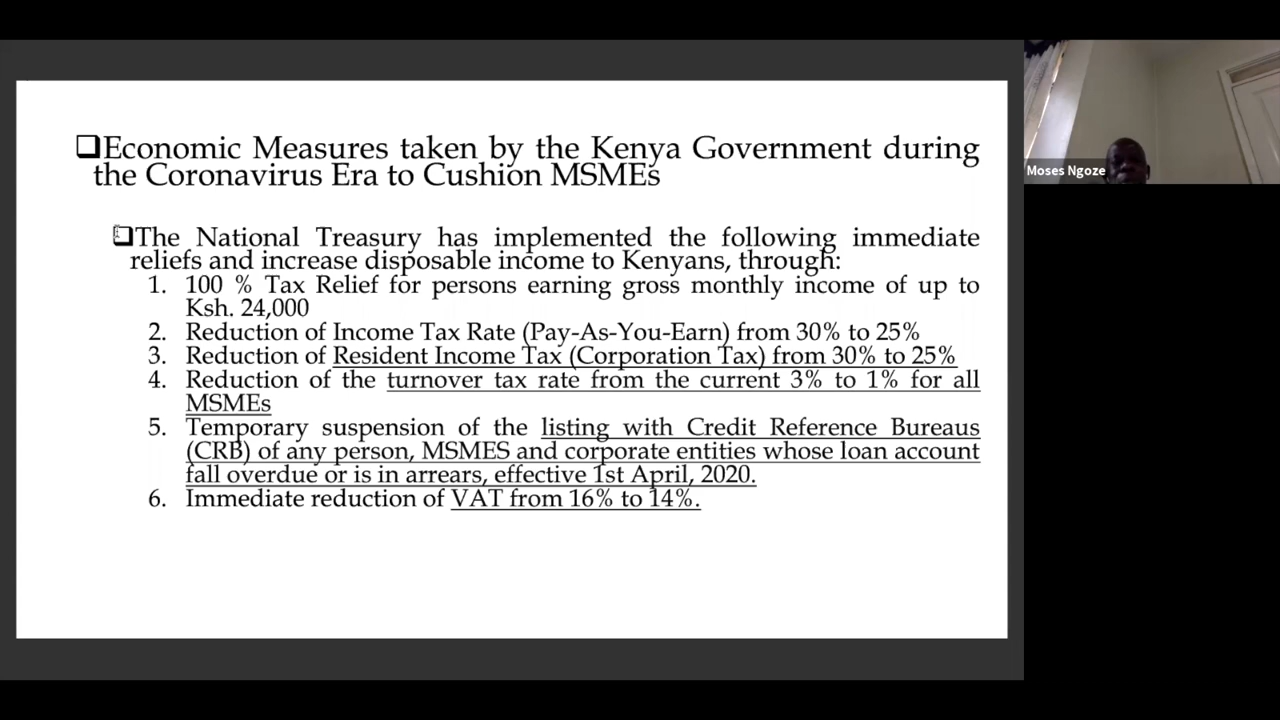 ❑Economic Measures taken by the Kenya Government during
the Coronavirus Era to Cushion MSMEs
❑The National Treasury has implemented the following immediate
reliefs and increase disposable income to Kenyans, through:
1. 100 % Tax Relief for persons earning gross monthly income of up to
Ksh. 24,000
2. Reduction of Income Tax Rate (Pay-As-You-Earn) from 30% to 25%
3. Reduction of Resident Income Tax (Corporation Tax) from 30% to 25%
4. Reduction of the turnover tax rate from the current 3% to 1% for all
MSMEs
5. Temporary suspension of the listing with Credit Reference Bureaus
(CRB) of any person, MSMES and corporate entities whose loan account
fall overdue or is in arrears, effective 1st April, 2020.
6. Immediate reduction of VAT from 16% to 14%.
Moses Ngoze